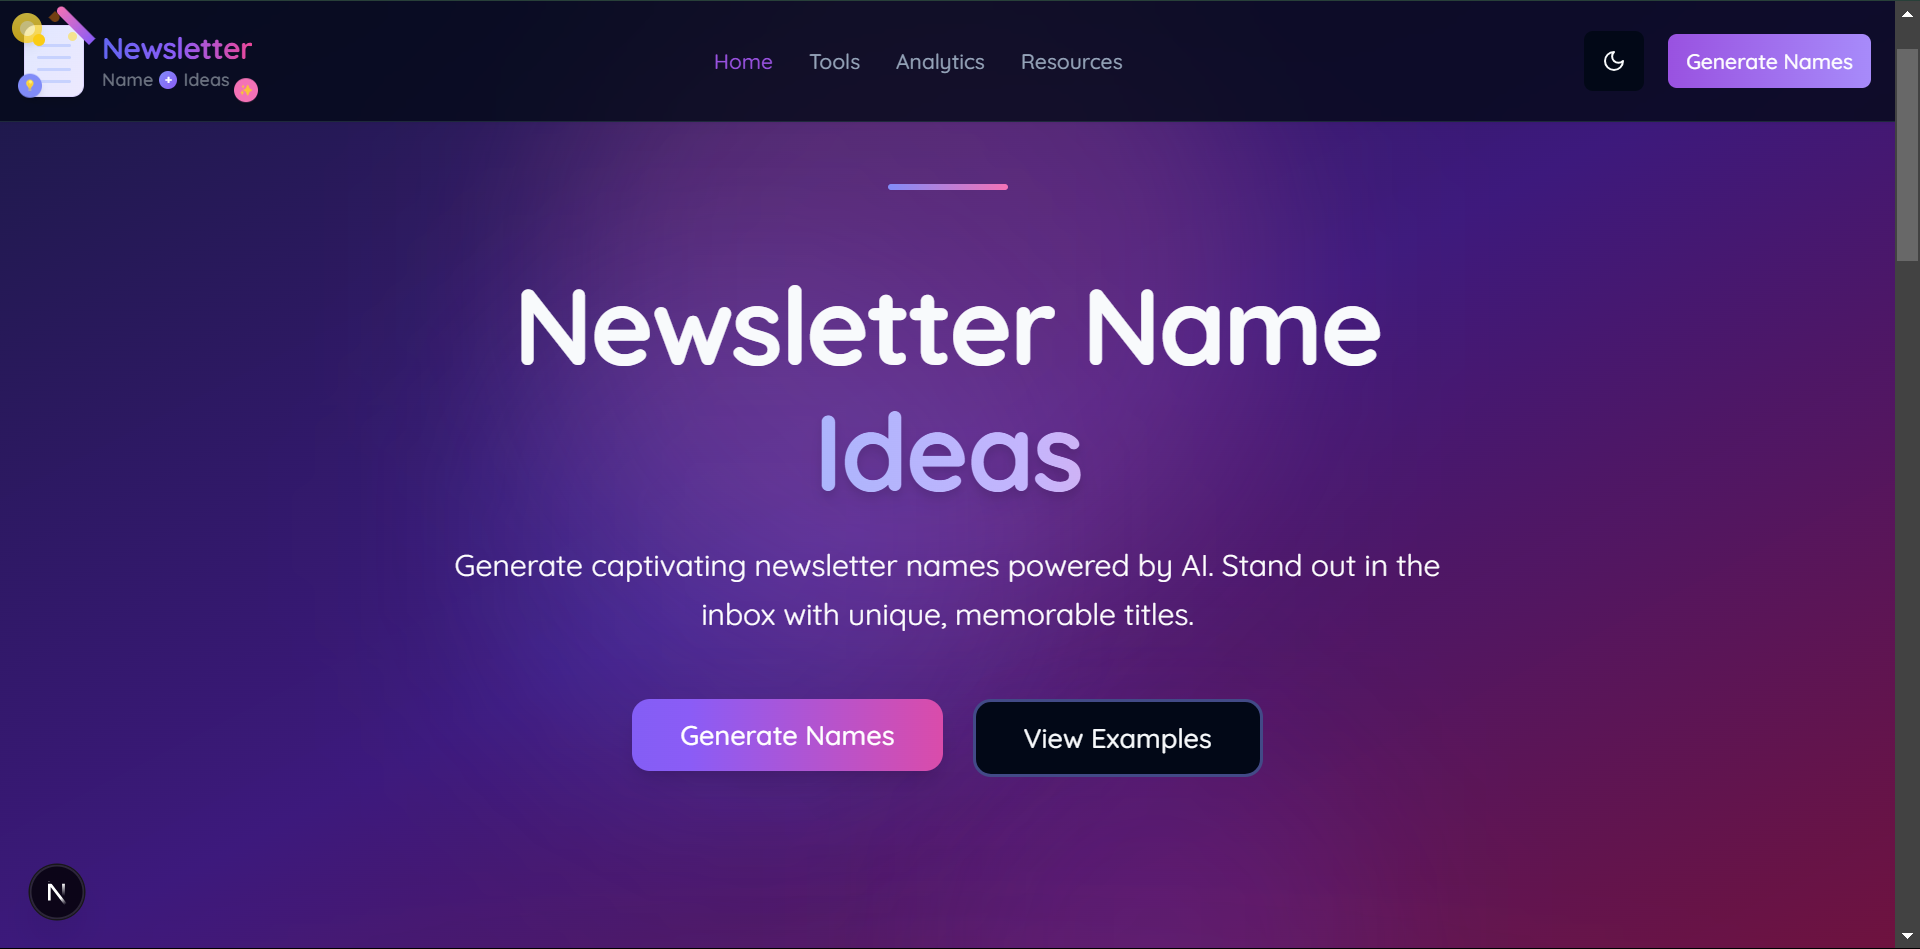 Newsletter
Name + Ideas
Home Tools Analytics Resources
Generate Names
Newsletter Name
Ideas
Generate captivating newsletter names powered by AI. Stand out in the
inbox with unique, memorable titles.
Generate Names
View Examples
N